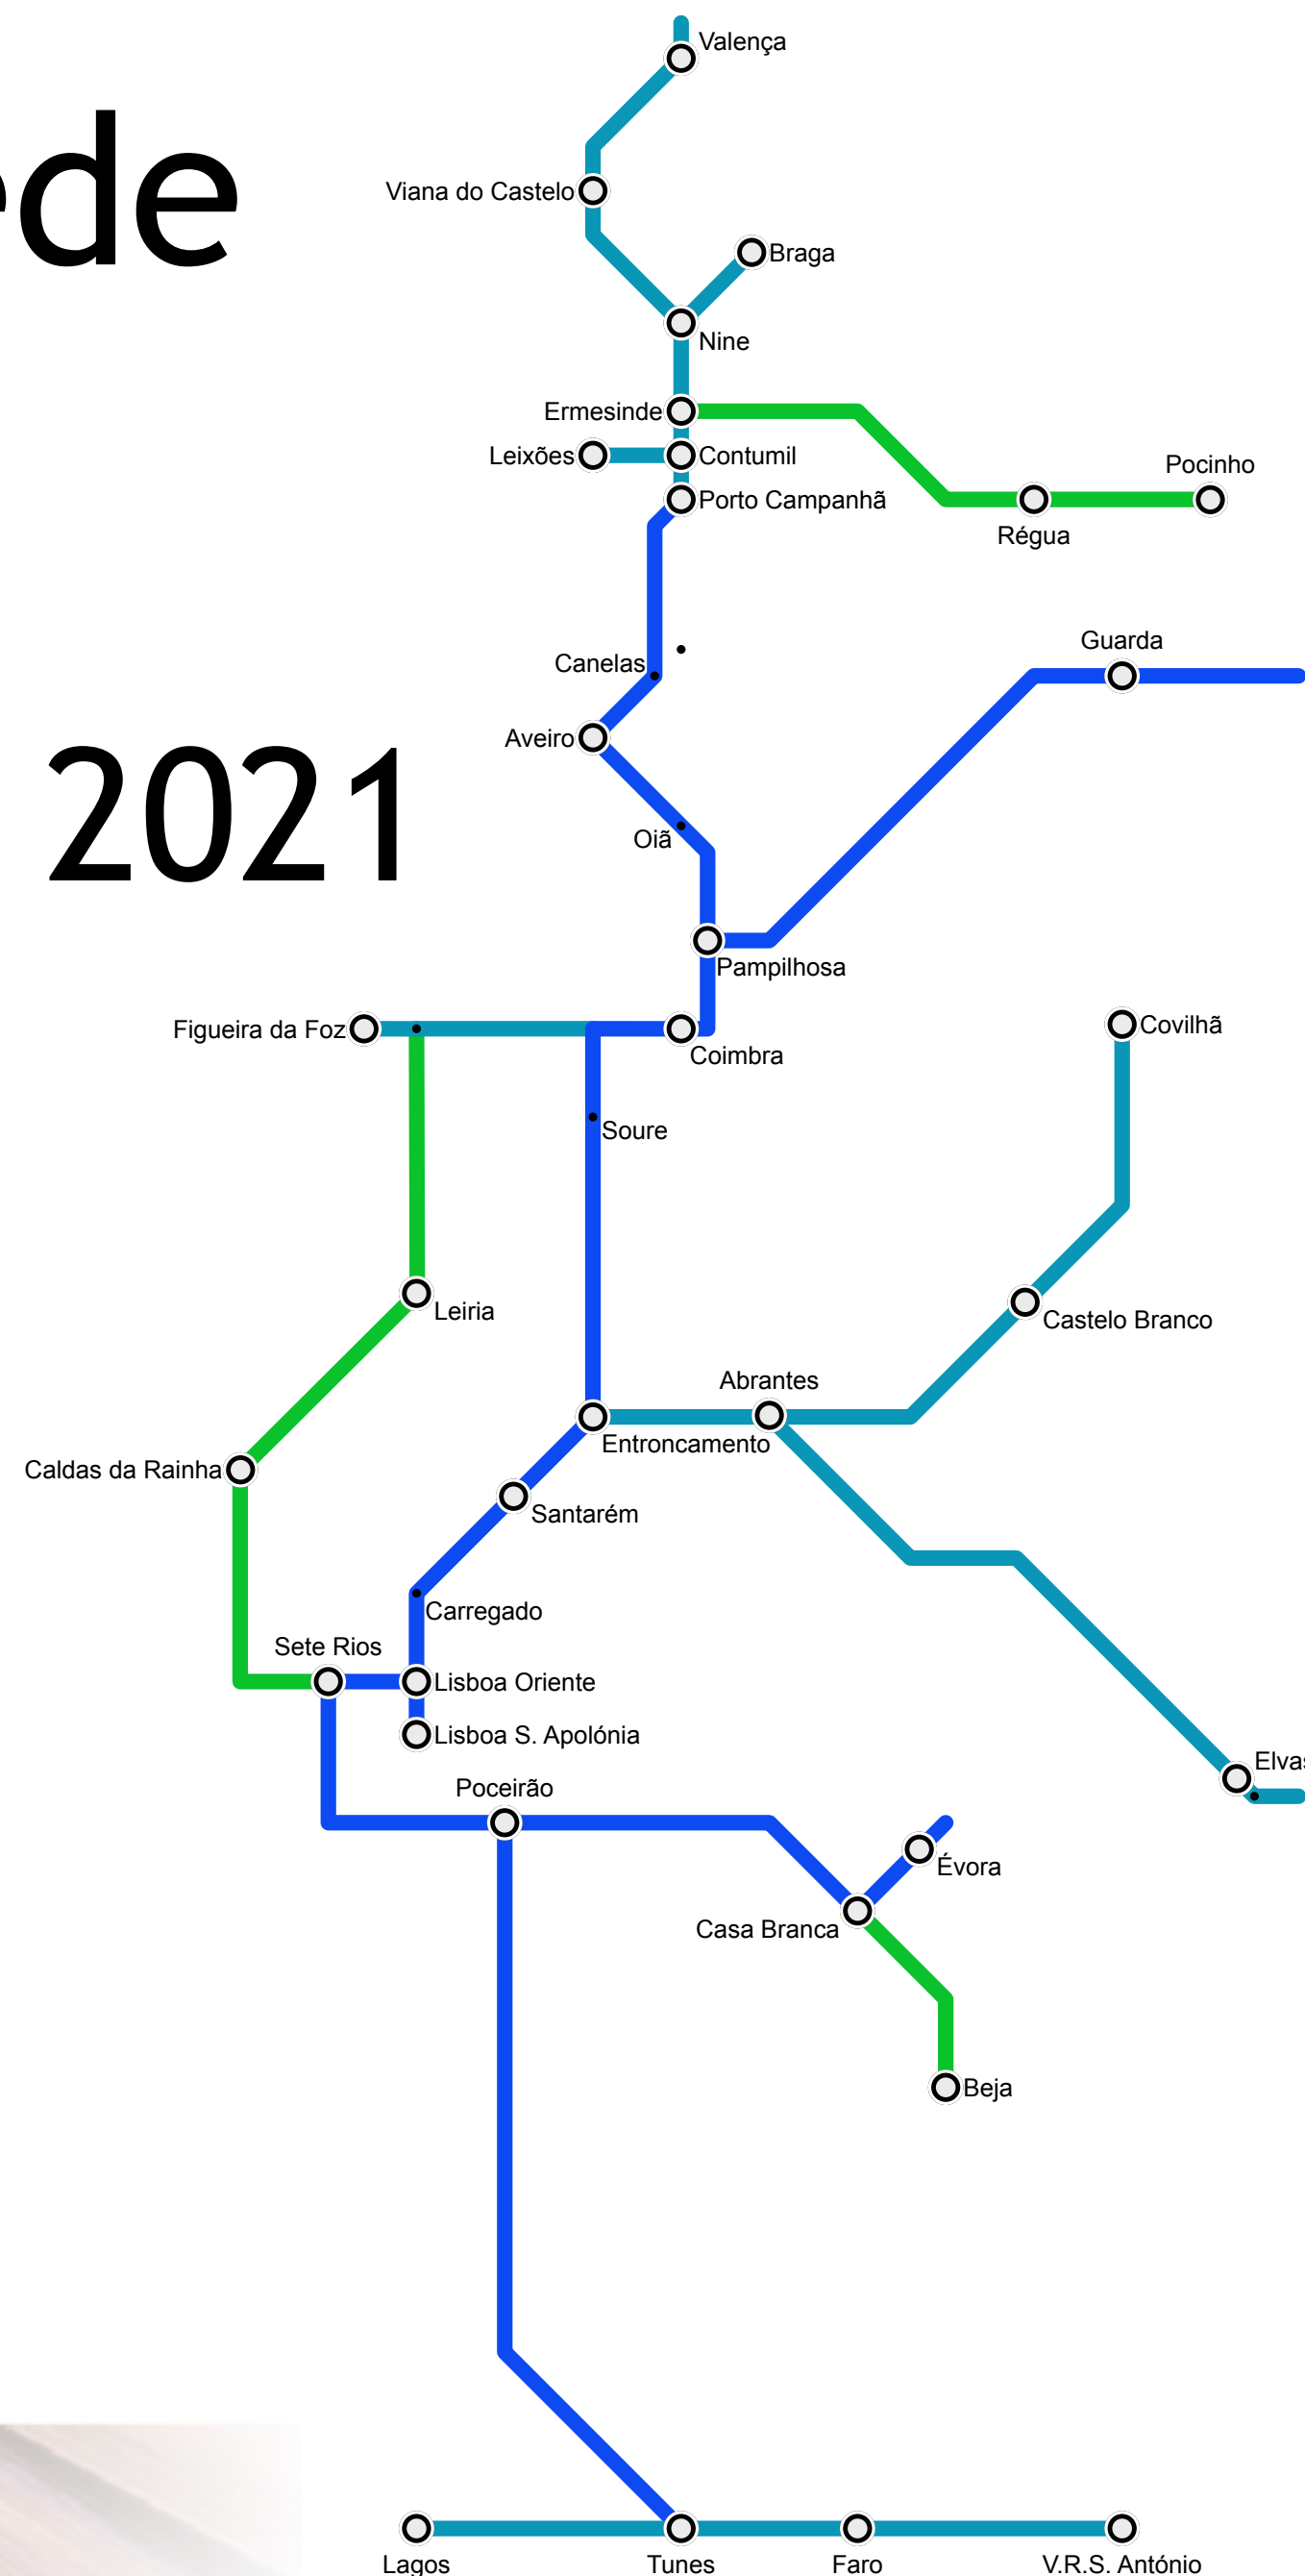 Valença
Viana do Castelo
Braga
Nine
Ermesinde
Leixões
Contumil
Pocinho
Porto Campanhã
Régua
Guarda
Canelas
Aveiro
2021
Oiã
Pampilhosa
Covilhã
Figueira da Foz
Coimbra
Soure
Leiria
Castelo Branco
Abrantes
Entroncamento
Caldas da Rainha
Santarém
Carregado
Sete Rios
Lisboa Oriente
Lisboa S. Apolónia
Elvas
Poceirão
Évora
Casa Branca
Beja
Lagos
Tunes
Faro
V.R.S. António